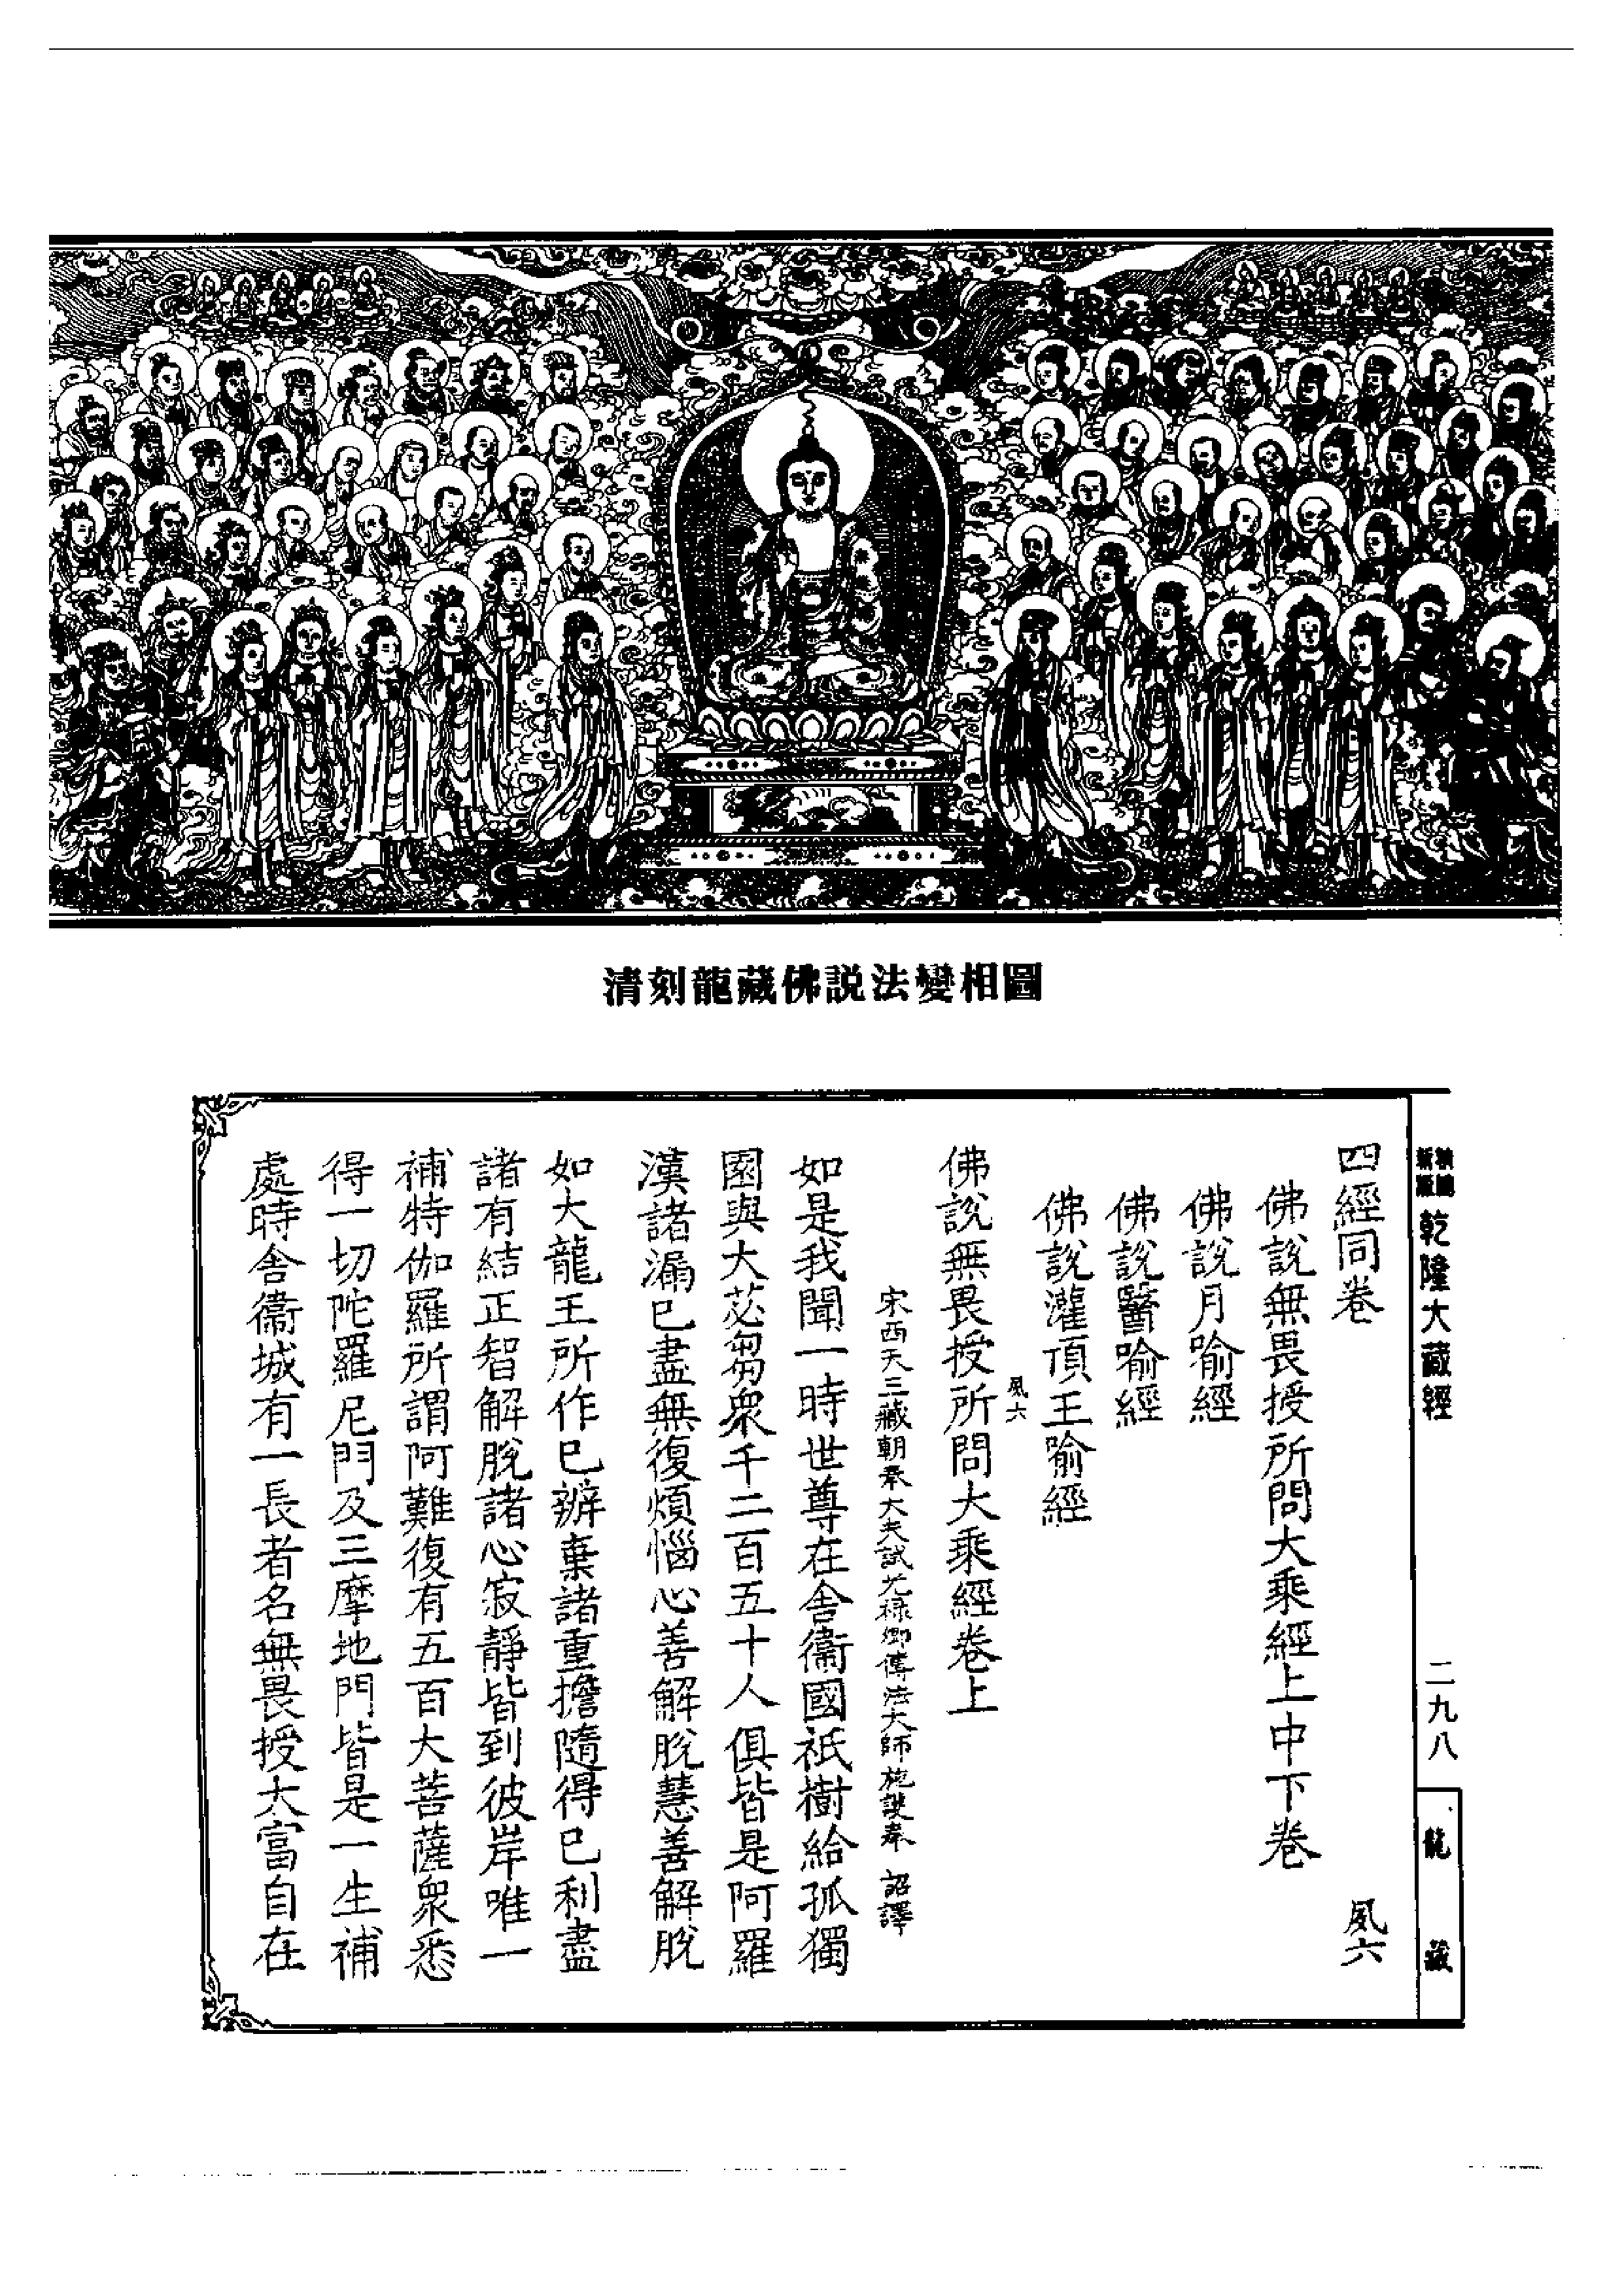 清刻龍藏佛説法變相圖
乾隆大藏經
二九八
龍藏
四經同卷 夙六
佛說無畏授所問大乘經上中下卷
佛說月喻經
佛說醫喻經
佛說灌頂王喻經
夙六
佛說無畏授所問大乘經卷上
宋西天三藏朝奉大夫試光祿卿傳法大師施護奉 詔譯
如是我聞一時世尊在舍衞國祇樹給孤獨
園與大苾芻衆千二百五十人俱皆是阿羅
漢諸漏已盡無復煩惱心善解脫慧善解脫
如大龍王所作已辦棄諸重擔隨得已利盡
諸有結正智解脫諸心寂靜皆到彼岸唯一
補特伽羅所謂阿難復有五百大菩薩衆悉
得一切陀羅尼門及三摩地門皆是一生補
處時舍衞城有一長者名無畏授大富自在